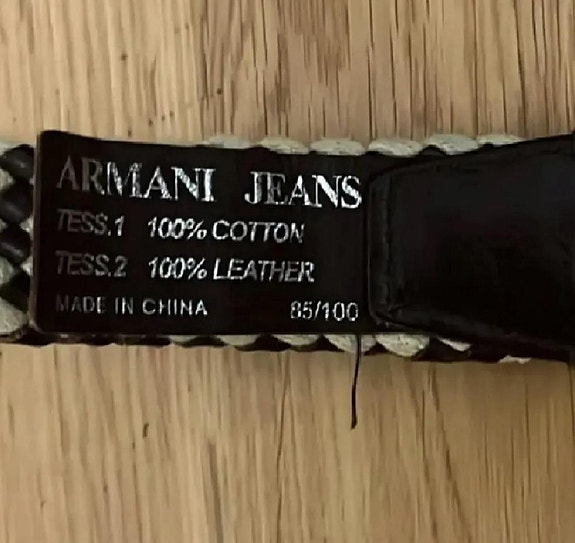 ARMANI JEANS
TESS.1 100% COTTON
TESS.2 100% LEATHER
MADE IN CHINA 85/100